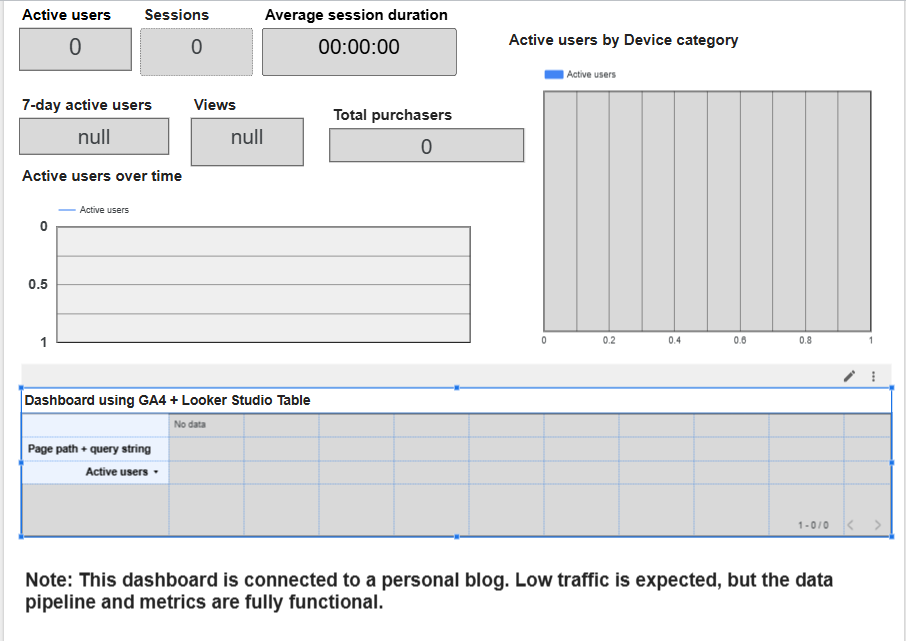 Active users
Sessions
Average session duration
0
0
00:00:00
Active users by Device category
Active users
7-day active users
Views
Total purchasers
null
null
0
Active users over time
Active users
0
0.5
1
0 0.2 0.4 0.6 0.8 1
Dashboard using GA4 + Looker Studio Table
No data
Page path + query string
Active users
1 - 0 / 0
Note: This dashboard is connected to a personal blog. Low traffic is expected, but the data
pipeline and metrics are fully functional.